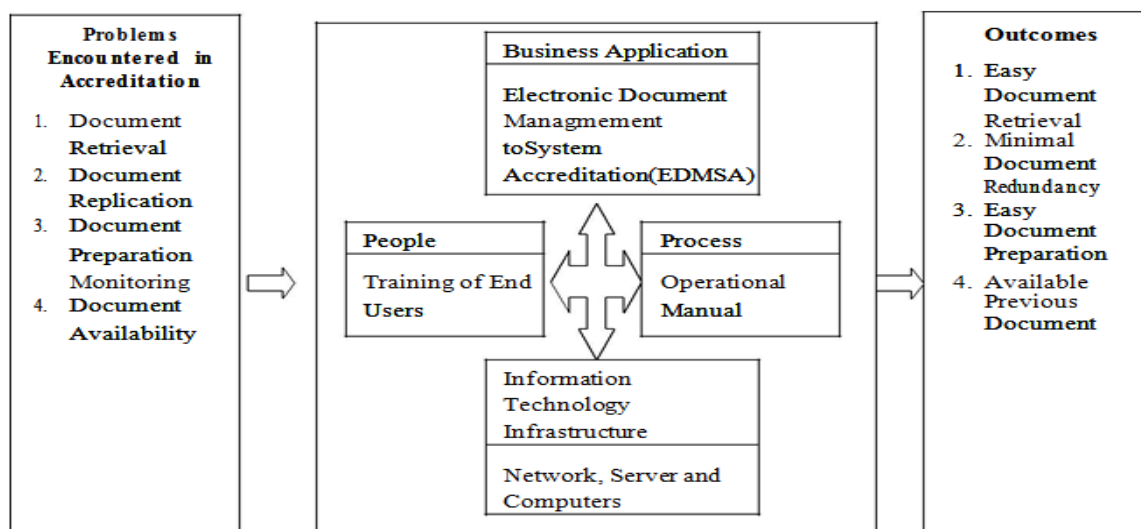 Problems
Encountered in
Accreditation
1. Document
Retrieval
2. Document
Replication
3. Document
Preparation
Monitoring
4. Document
Availability
Business Application
Electronic Document
Managmement
toSystem
Accreditation(EDMSA)
People
Training of End
Users
Process
Operational
Manual
Information
Technology
Infrastructure
Network, Server and
Computers
Outcomes
1. Easy
Document
Retrieval
2. Minimal
Document
Redundancy
3. Easy
Document
Preparation
4. Available
Previous
Document